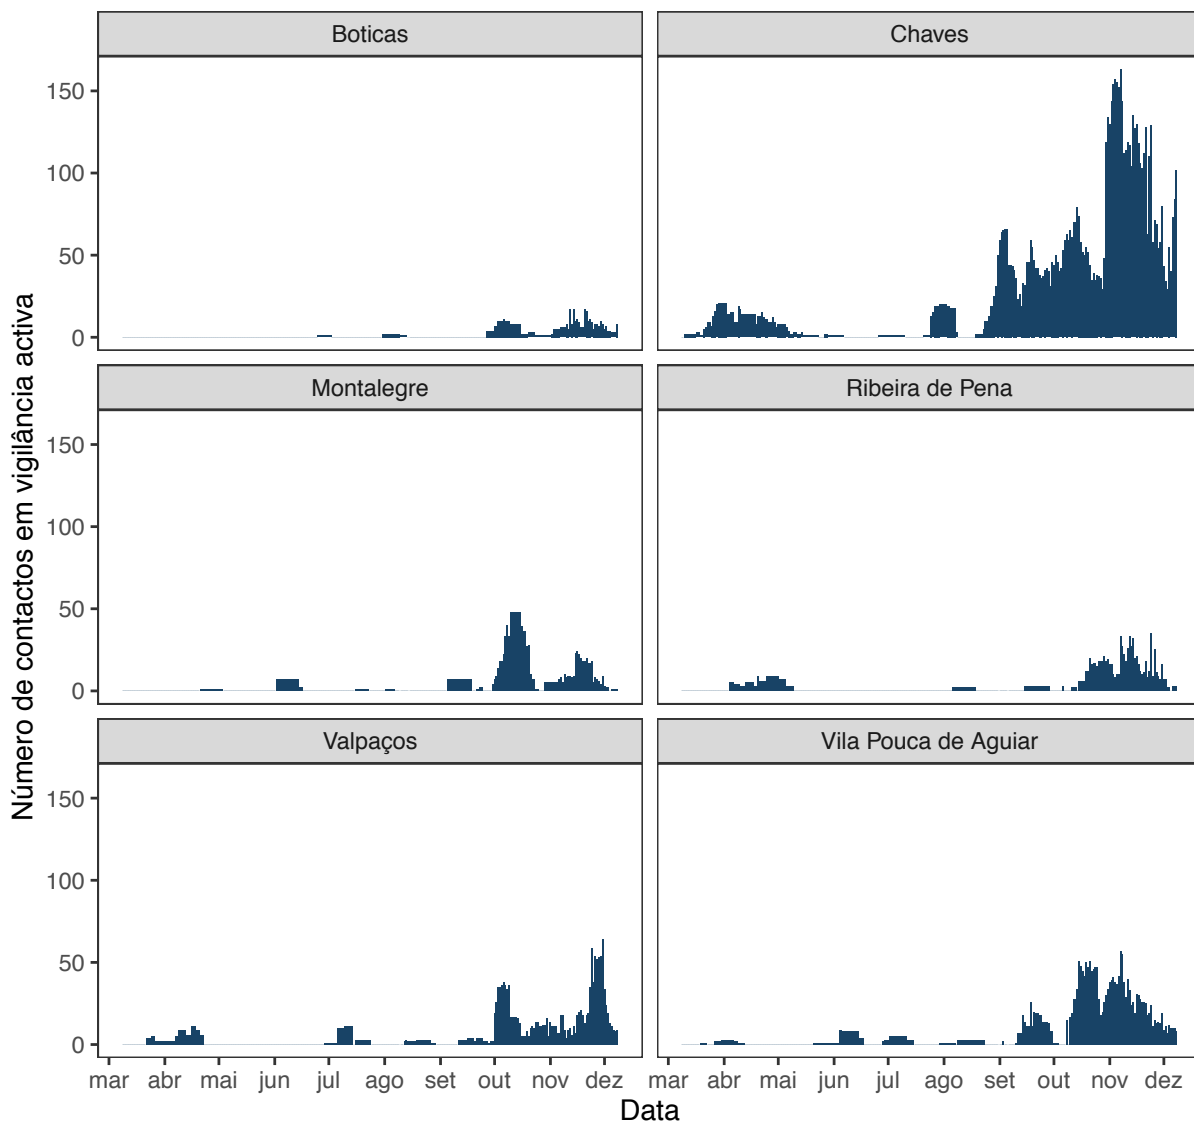 Boticas
Chaves
150
100
50
0
Montalegre
Ribeira de Pena
150
100
50
0
Valpaços
Vila Pouca de Aguiar
150
100
50
0
mar abr mai jun jul ago set out nov dez
mar abr mai jun jul ago set out nov dez
Data
Número de contactos em vigilância activa